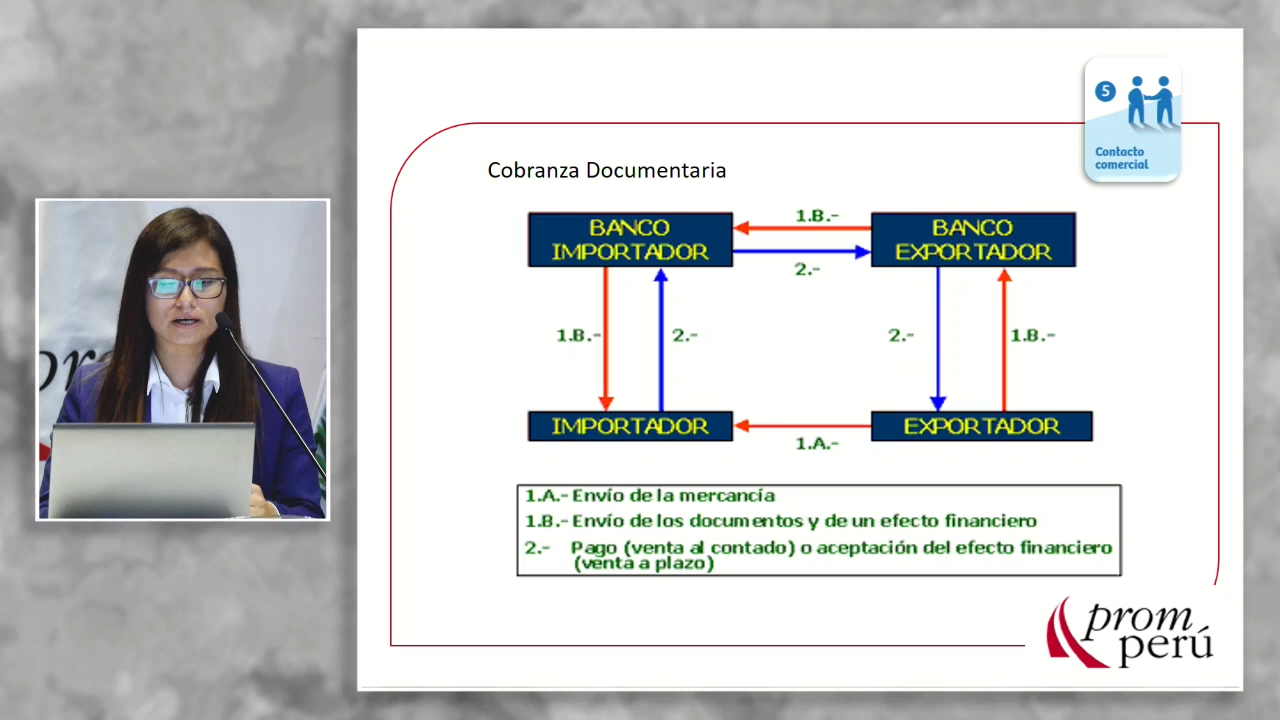 5
Contacto
comercial
Cobranza Documentaria
BANCO
IMPORTADOR
1.B.-
2.-
BANCO
EXPORTADOR
1.B.-
2.-
2.-
1.B.-
IMPORTADOR
1.A.-
EXPORTADOR
1.A.- Envío de la mercancía
1.B.- Envío de los documentos y de un efecto financiero
2.- Pago (venta al contado) o aceptación del efecto financiero
(venta a plazo)
prom
perú